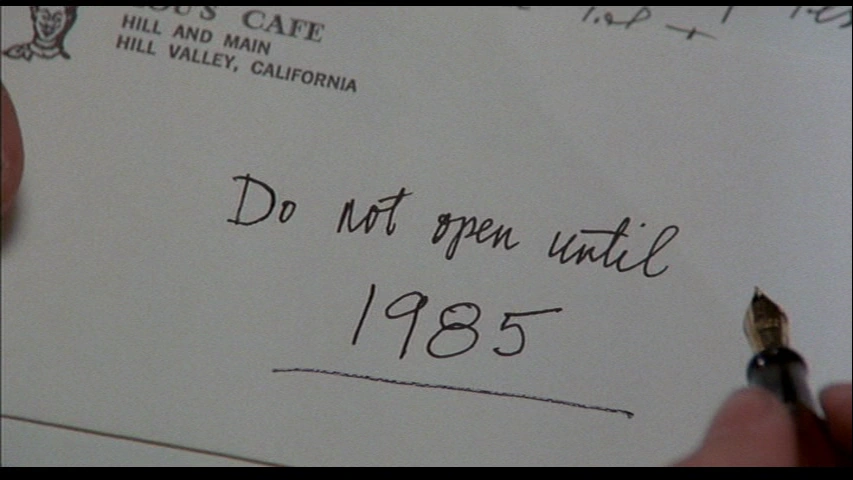 CAFE
HILL AND MAIN
HILL VALLEY, CALIFORNIA
Do not open until
1985